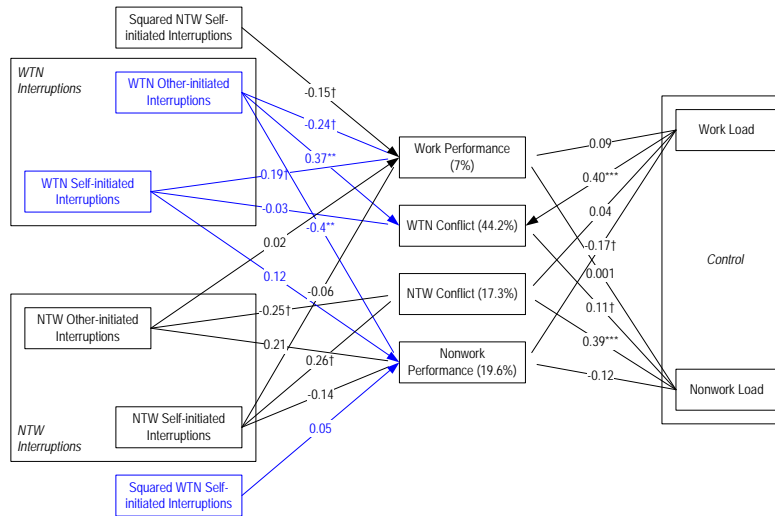 Squared NTW Self-
initiated Interruptions
WTN
Interruptions
WTN Other-initiated
Interruptions
WTN Self-initiated
Interruptions
NTW Other-initiated
Interruptions
NTW Self-initiated
Interruptions
NTW
Interruptions
Squared WTN Self-
initiated Interruptions
-0.15†
-0.24†
0.37**
0.19†
-0.03
-0.4**
0.02
0.12
-0.06
-0.25†
0.21
0.26†
-0.14
0.05
Work Performance
(7%)
WTN Conflict (44.2%)
NTW Conflict (17.3%)
Nonwork
Performance (19.6%)
0.09
0.40***
0.04
-0.17†
0.001
0.11†
0.39***
-0.12
Work Load
Control
Nonwork Load